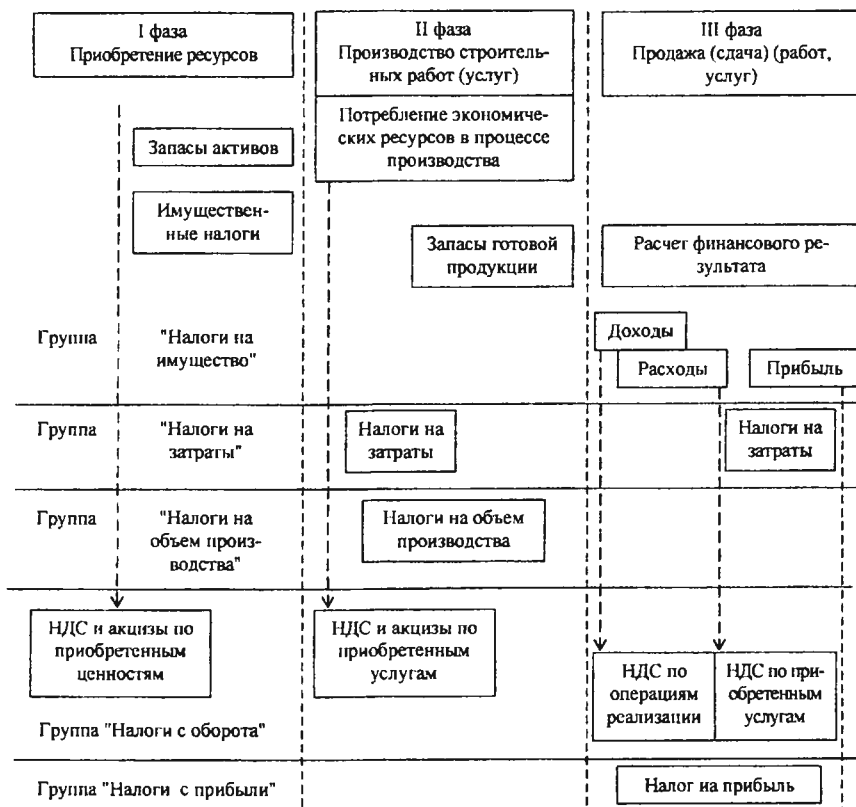 I фаза
Приобретение ресурсов
II фаза
Производство строитель-
ных работ (услуг)
III фаза
Продажа (сдача) (работ,
услуг)
Потребление экономиче-
ских ресурсов в процессе
производства
Запасы активов
Имуществен-
ные налоги
Запасы готовой
продукции
Расчет финансового ре-
зультата
Группа "Налоги на
имущество"
Доходы
Расходы
Прибыль
Группа "Налоги на
затраты"
Налоги на
затраты
Налоги на
затраты
Группа "Налоги на
объем произ-
водства"
Налоги на объем
производства
НДС и акцизы по
приобретенным
ценностям
НДС и акцизы по
приобретенным
услугам
НДС по
операциям
реализации
НДС по при-
обретенным
услугам
Группа "Налоги с оборота"
Группа "Налоги с прибыли"
Налог на прибыль